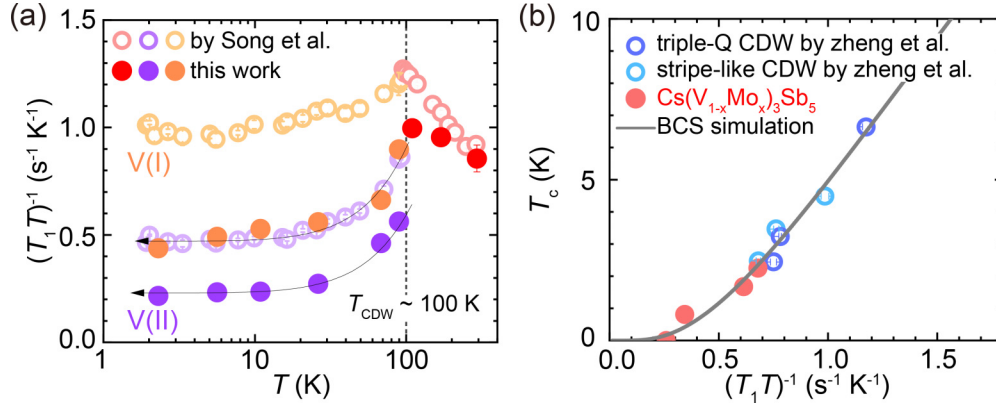 (a)
by Song et al.
this work
V(I)
V(II)
T_CDW ~ 100 K
(T₁T)⁻¹ (s⁻¹ K⁻¹)
0.0
0.5
1.0
1.5
1
10
100
T (K)
(b)
triple-Q CDW by zheng et al.
stripe-like CDW by zheng et al.
Cs(V₁₋ₓMoₓ)₃Sb₅
BCS simulation
T_c (K)
10
5
0
0.0
0.5
1.0
1.5
(T₁T)⁻¹ (s⁻¹ K⁻¹)